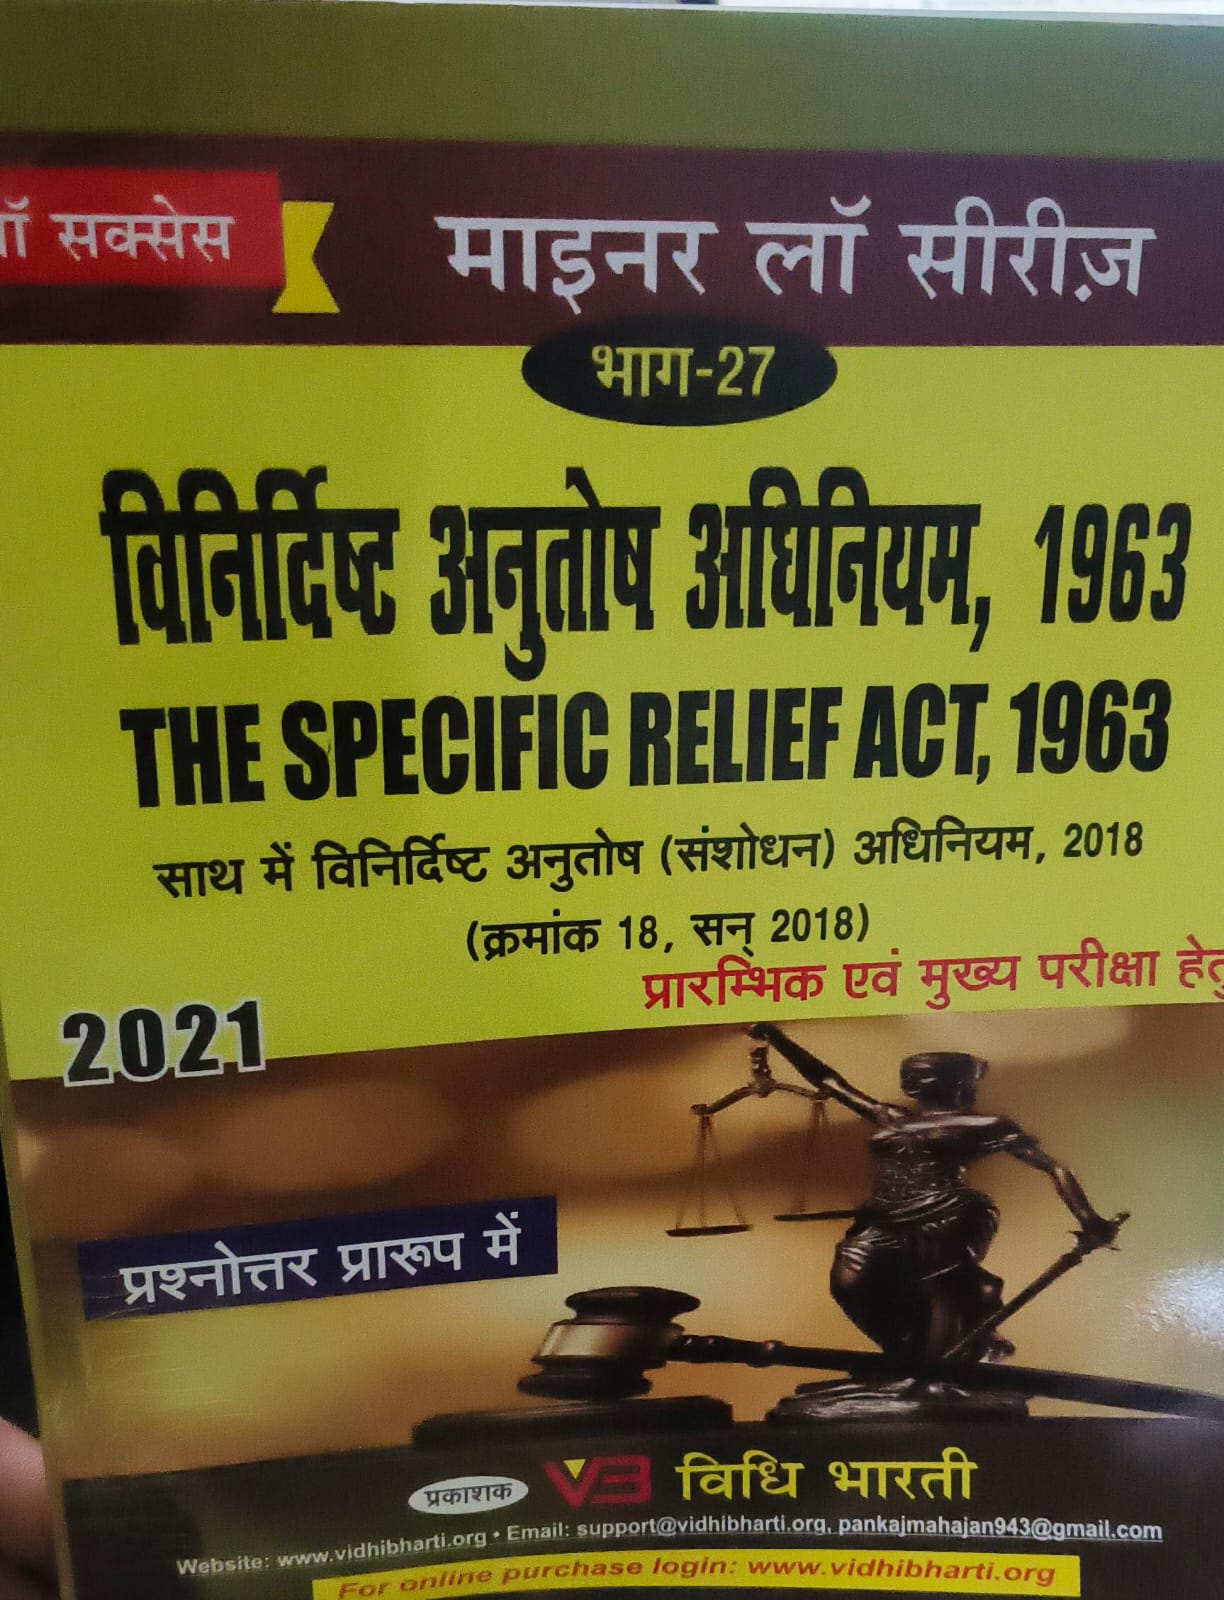 सक्सेस
माइनर लॉ सीरीज़
भाग-27
विनिर्दिष्ट अनुतोष अधिनियम, 1963
THE SPECIFIC RELIEF ACT, 1963
साथ में विनिर्दिष्ट अनुतोष (संशोधन) अधिनियम, 2018
(क्रमांक 18, सन् 2018)
प्रारम्भिक एवं मुख्य परीक्षा हेतु
2021
प्रश्नोत्तर प्रारूप में
प्रकाशक VB विधि भारती
Website: www.vidhibharti.org • Email: support@vidhibharti.org, pankajmahajan943@gmail.com
For online purchase login: www.vidhibharti.org